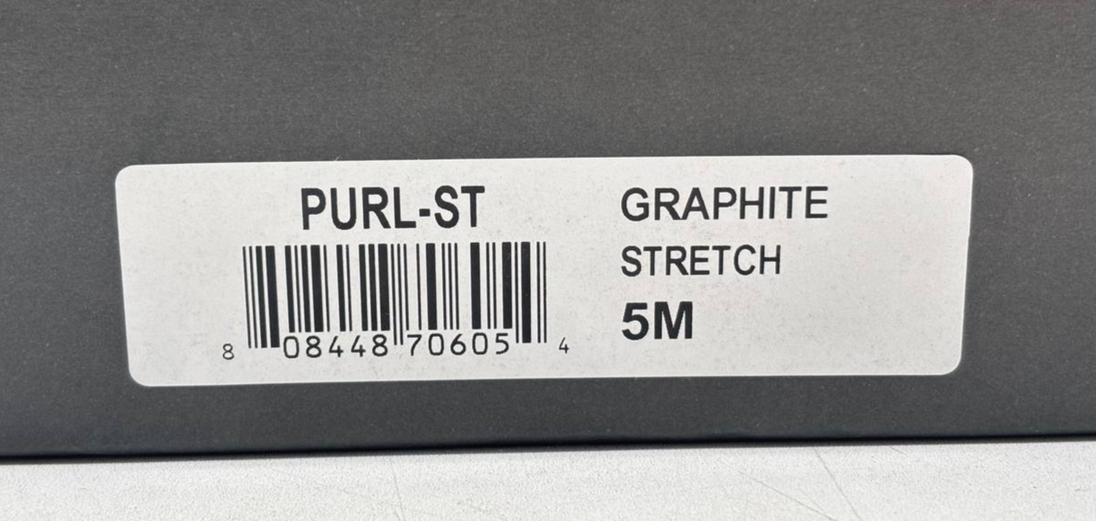 PURL-ST
8 08448 70605 4
GRAPHITE
STRETCH
5M